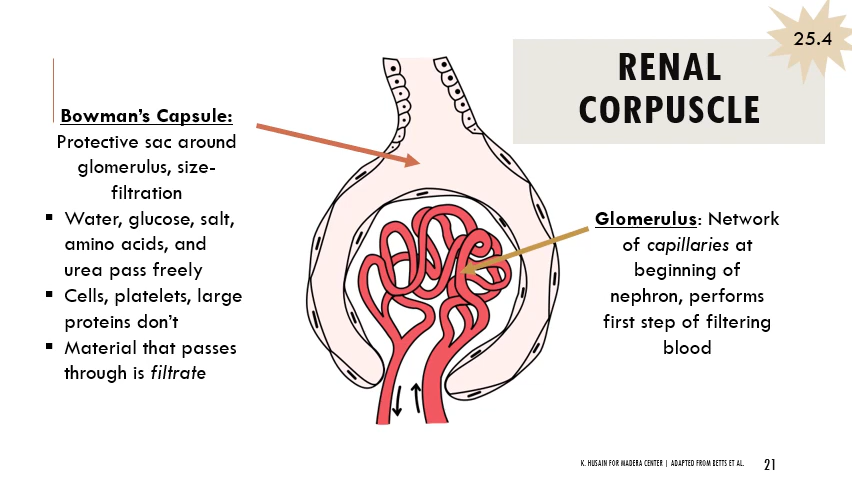 25.4
RENAL
CORPUSCLE
Bowman's Capsule:
Protective sac around
glomerulus, size-
filtration
▪ Water, glucose, salt,
amino acids, and
urea pass freely
▪ Cells, platelets, large
proteins don't
▪ Material that passes
through is filtrate
Glomerulus: Network
of capillaries at
beginning of
nephron, performs
first step of filtering
blood
K. HUSAIN FOR MADERA CENTER | ADAPTED FROM BETTS ET AL.
21